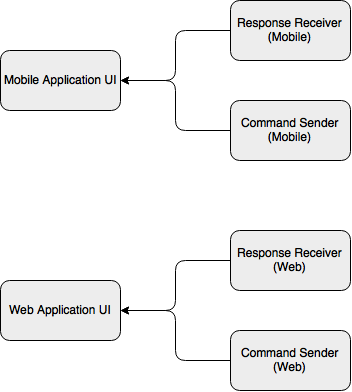 Response Receiver
(Mobile)
Mobile Application UI
Command Sender
(Mobile)
Response Receiver
(Web)
Web Application UI
Command Sender
(Web)